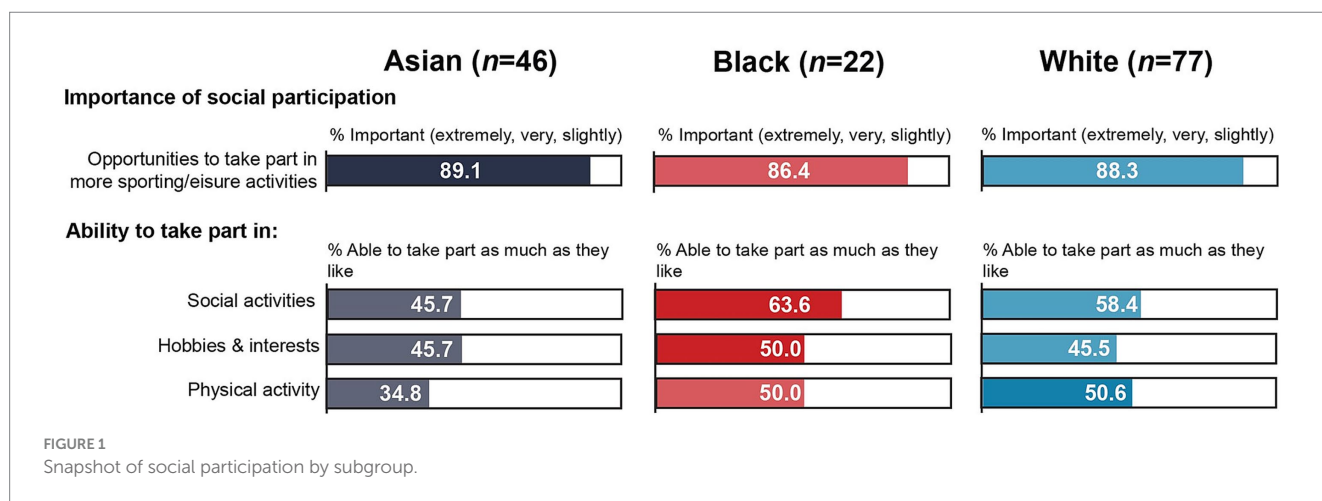 Asian (n=46) Black (n=22) White (n=77)
Importance of social participation
% Important (extremely, very, slightly) % Important (extremely, very, slightly) % Important (extremely, very, slightly)
Opportunities to take part in
more sporting/eisure activities
89.1 86.4 88.3
Ability to take part in:
% Able to take part as much as they
like
% Able to take part as much as they
like
% Able to take part as much as they
like
Social activities 45.7 63.6 58.4
Hobbies & interests 45.7 50.0 45.5
Physical activity 34.8 50.0 50.6
FIGURE 1
Snapshot of social participation by subgroup.